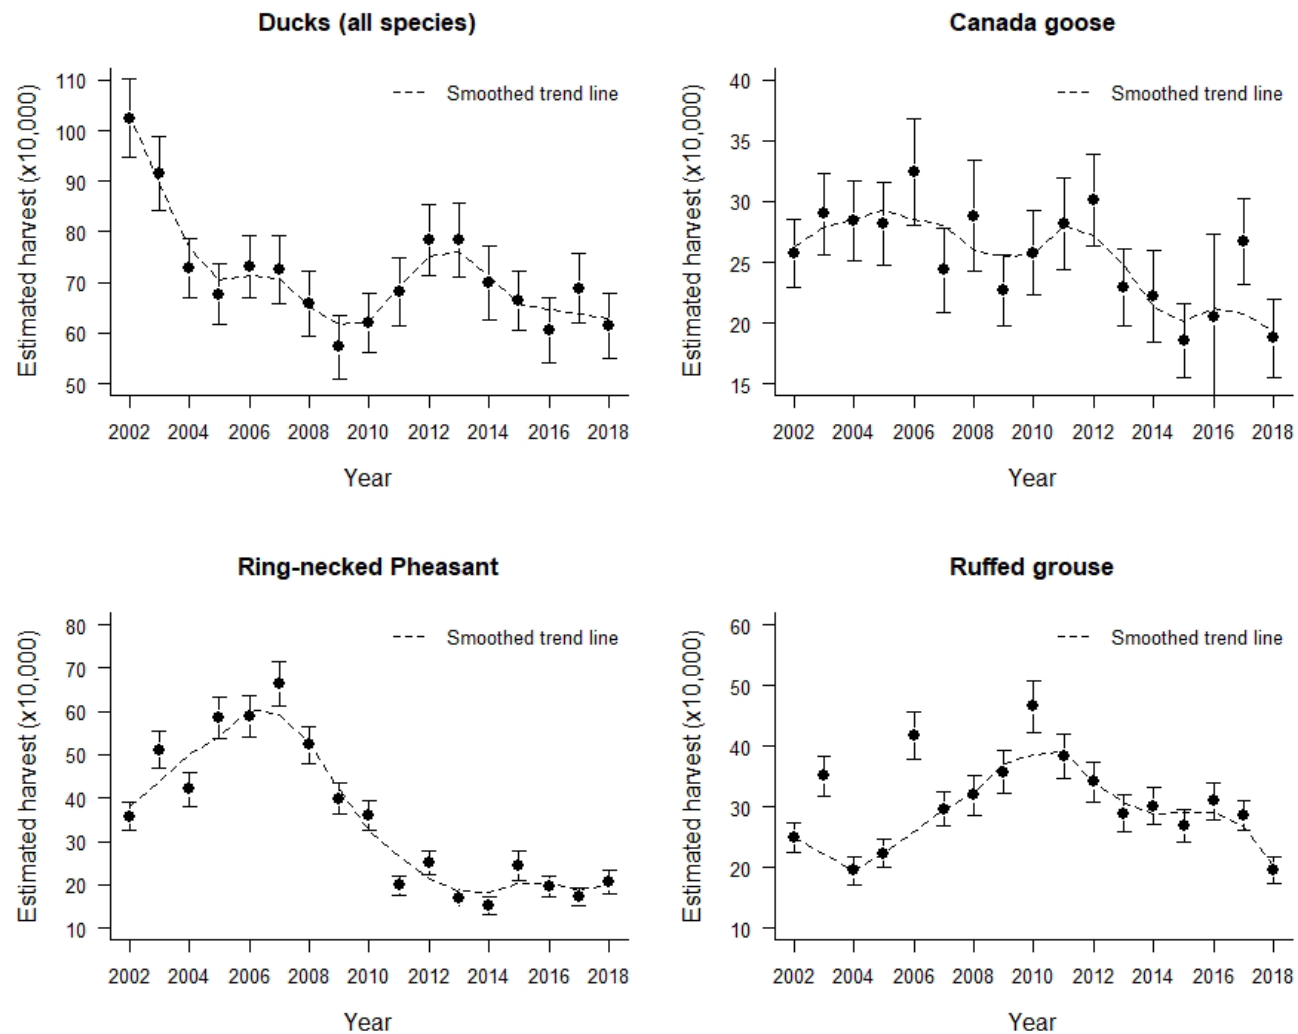 Ducks (all species)
Estimated harvest (x10,000)
110
100
90
80
70
60
50
Smoothed trend line
2002 2004 2006 2008 2010 2012 2014 2016 2018
Year
Canada goose
Estimated harvest (x10,000)
40
35
30
25
20
15
Smoothed trend line
2002 2004 2006 2008 2010 2012 2014 2016 2018
Year
Ring-necked Pheasant
Estimated harvest (x10,000)
80
70
60
50
40
30
20
10
Smoothed trend line
2002 2004 2006 2008 2010 2012 2014 2016 2018
Year
Ruffed grouse
Estimated harvest (x10,000)
60
50
40
30
20
10
Smoothed trend line
2002 2004 2006 2008 2010 2012 2014 2016 2018
Year